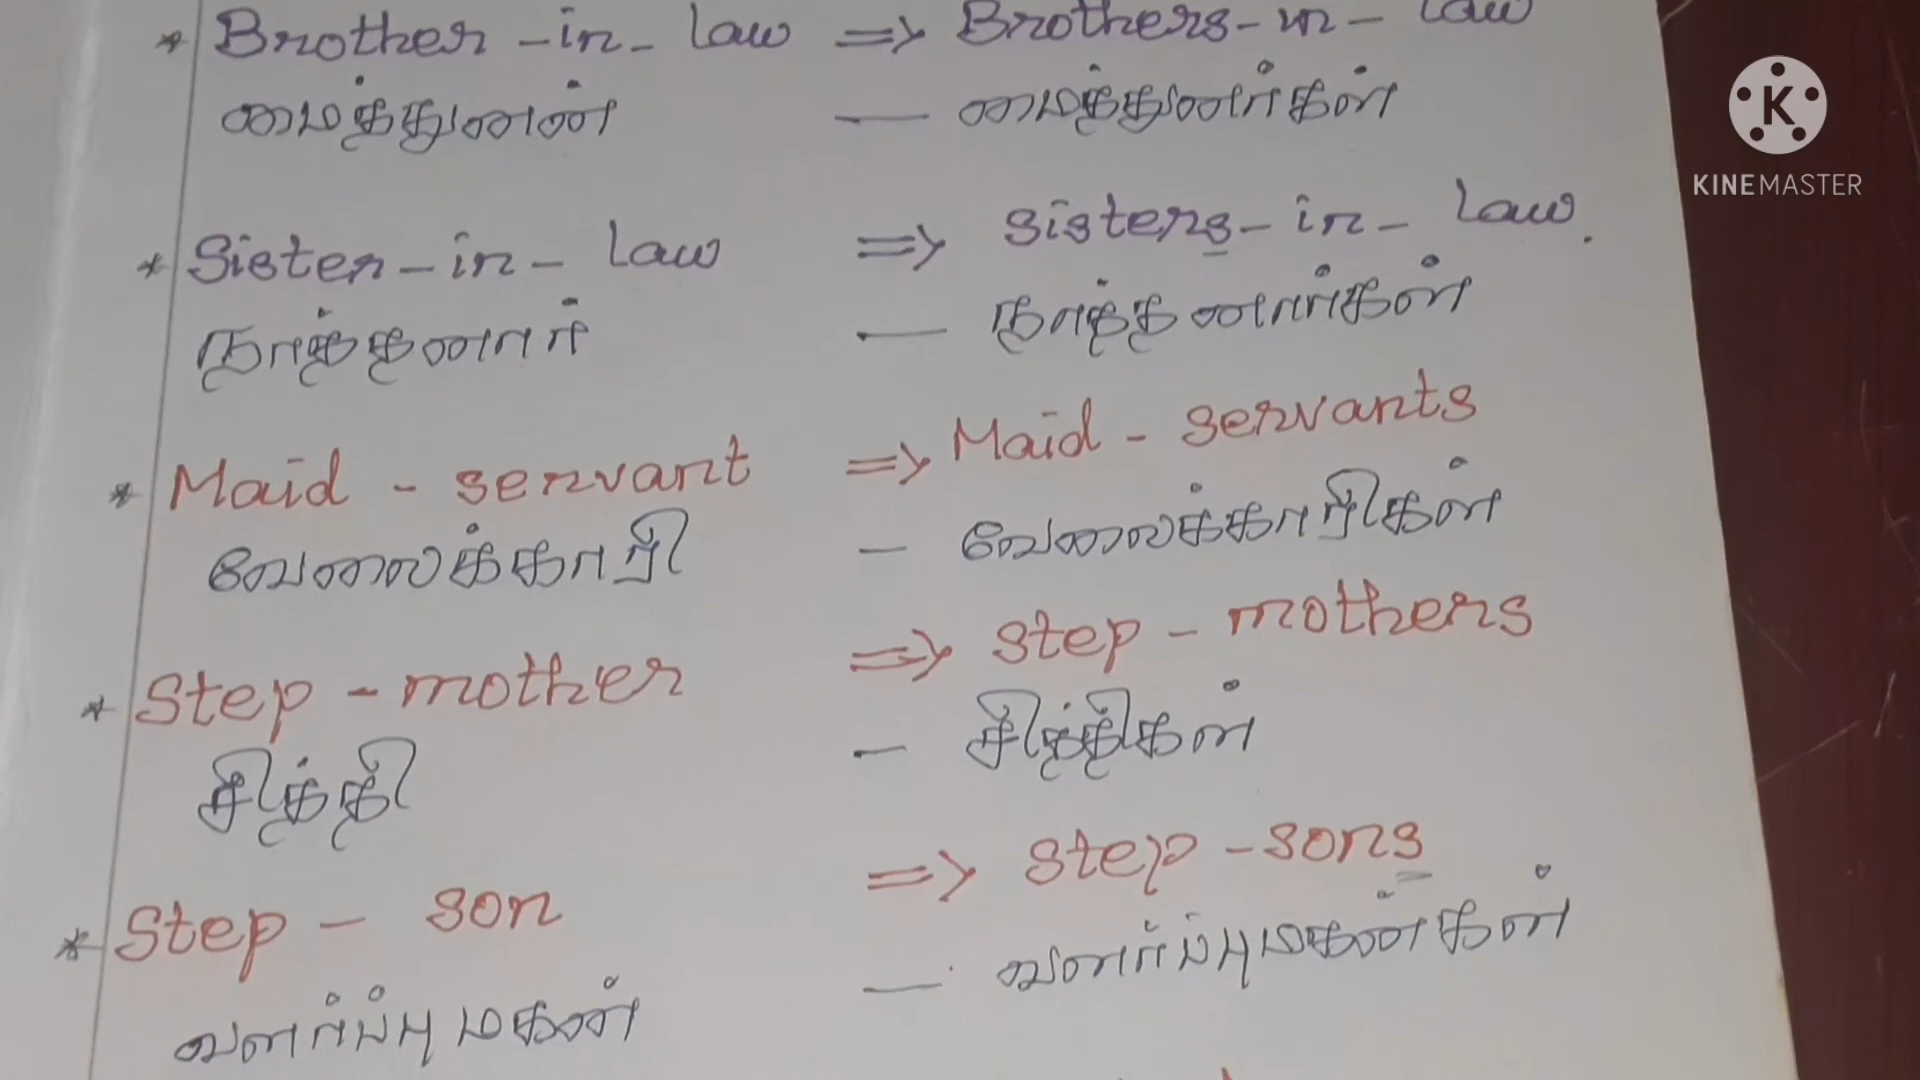 * Brother-in-law => Brothers-in-law
மைத்துனன் — மைத்துனர்கள்
KINEMASTER
* Sister-in-law => Sisters-in-law.
நாத்தனார் — நாத்தனார்கள்
* Maid-servant => Maid-servants
வேலைக்காரி – வேலைக்காரிகள்
* Step-mother => Step-mothers
சித்தி – சித்திகள்
* Step-son => Step-sons
வளர்ப்புமகன் – வளர்ப்புமகன்கள்